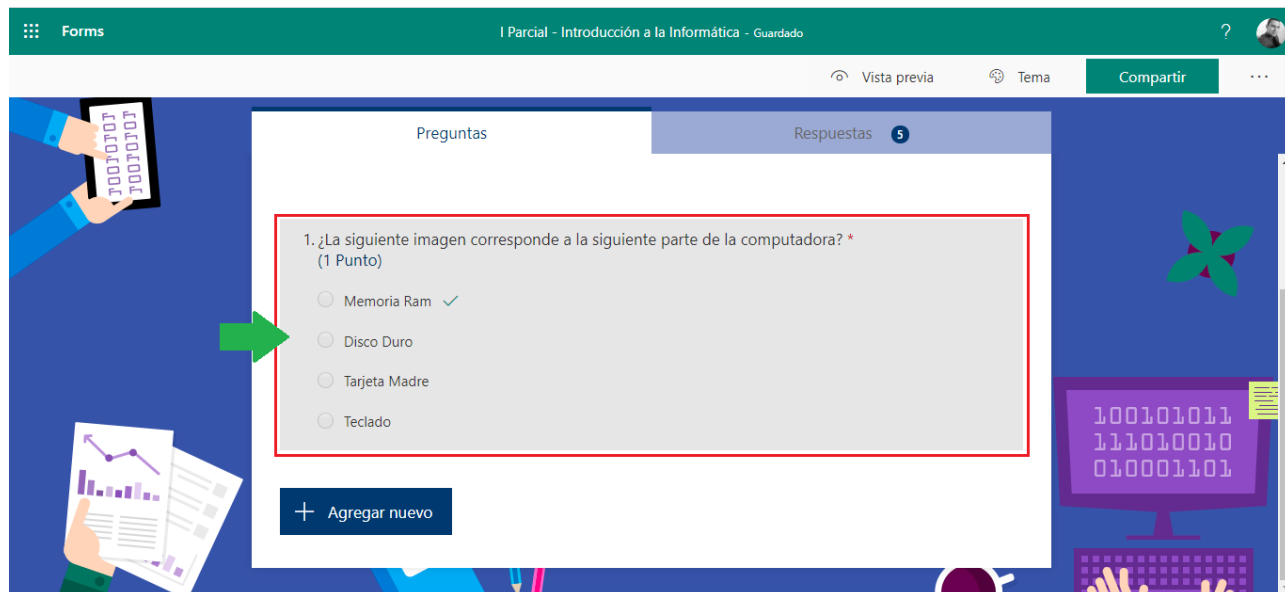 Forms
I Parcial - Introducción a la Informática - Guardado
?
Vista previa
Tema
Compartir
...
Preguntas
Respuestas 5
1. ¿La siguiente imagen corresponde a la siguiente parte de la computadora? *
(1 Punto)
Memoria Ram
Disco Duro
Tarjeta Madre
Teclado
+ Agregar nuevo
100101011
111010010
010001101